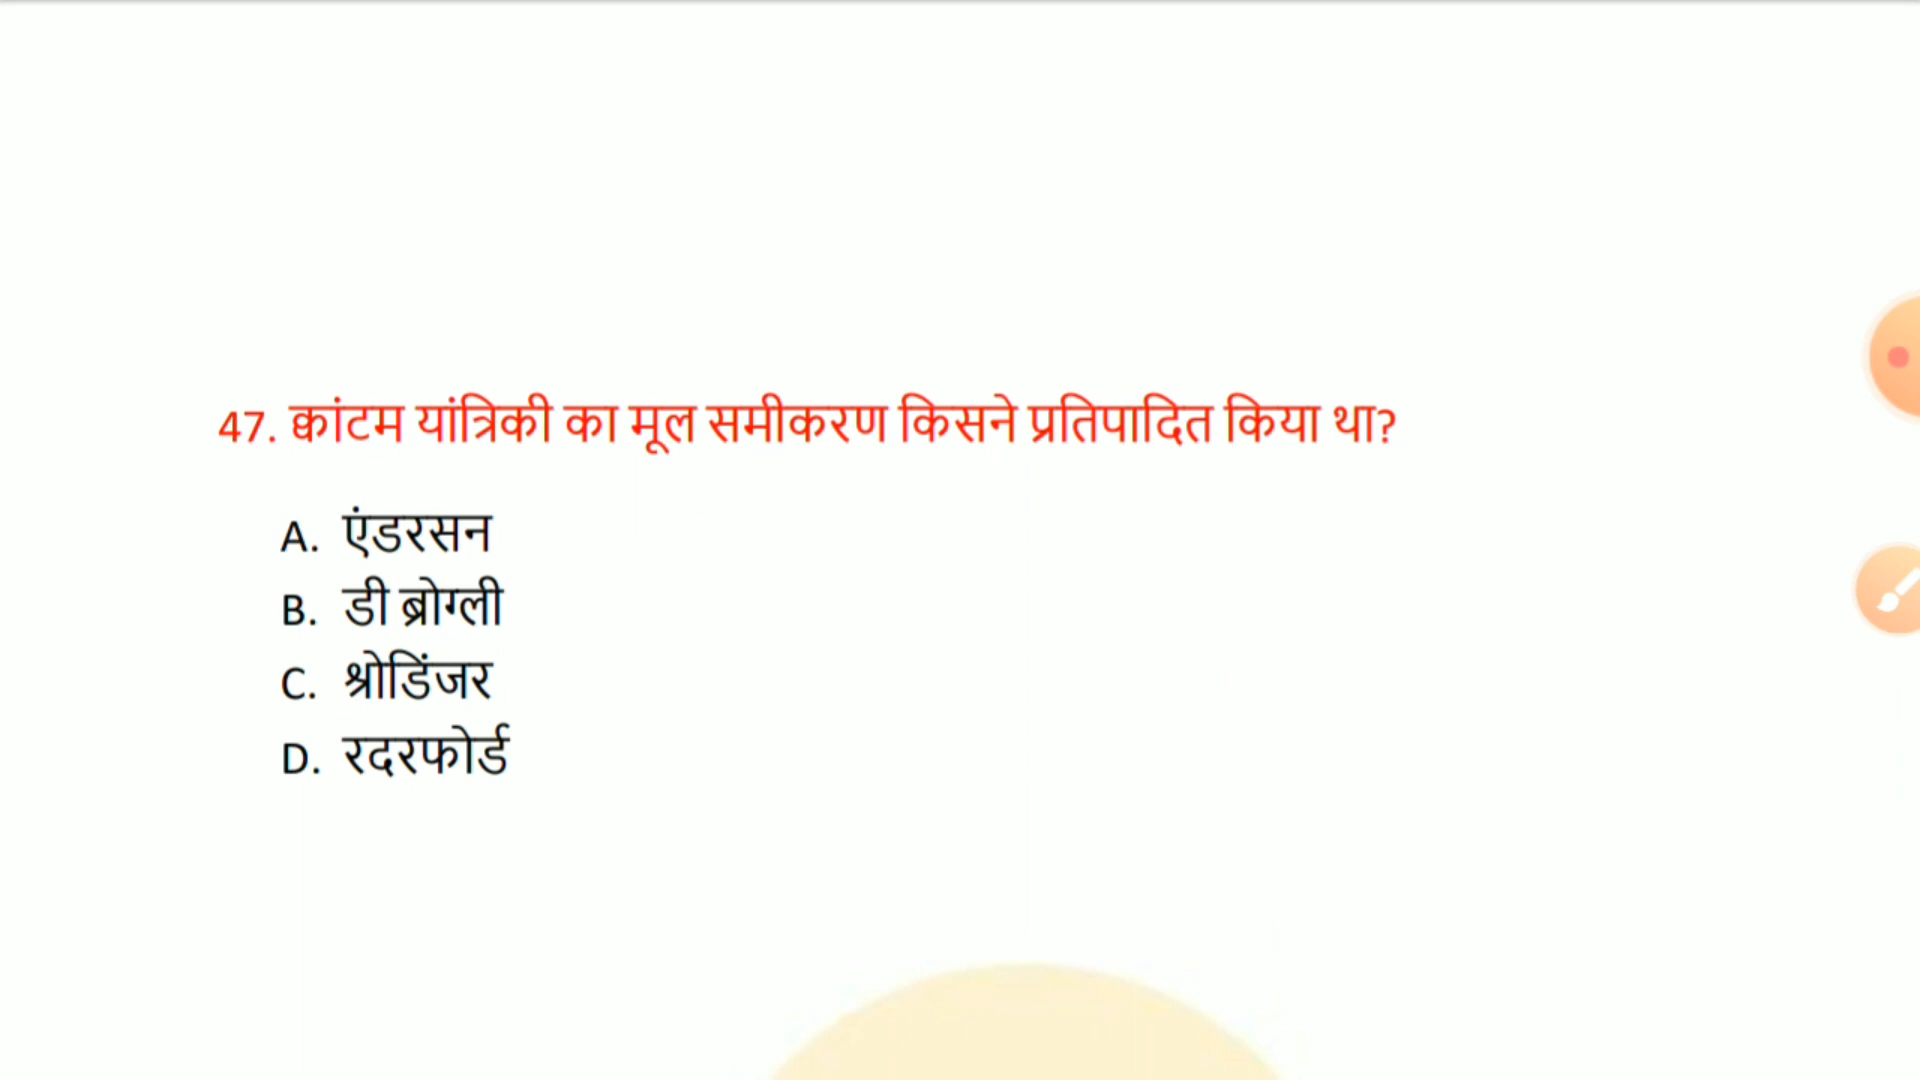 47. क्वांटम यांत्रिकी का मूल समीकरण किसने प्रतिपादित किया था?
A. एंडरसन
B. डी ब्रोग्ली
C. श्रोडिंजर
D. रदरफोर्ड